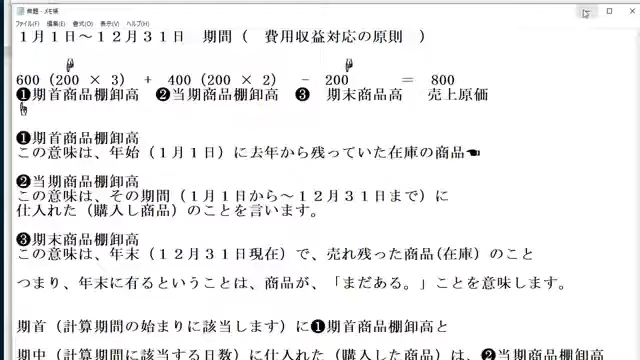 無題 - メモ帳
ファイル(F) 編集(E) 書式(O) 表示(V) ヘルプ(H)
1月1日~12月31日 期間( 費用収益対応の原則 )
600 (200 × 3) + 400 (200 × 2) - 200 = 800
❶期首商品棚卸高 ❷当期商品棚卸高 ❸ 期末商品高 売上原価
❶期首商品棚卸高
この意味は、年始(1月1日)に去年から残っていた在庫の商品
❷当期商品棚卸高
この意味は、その期間(1月1日から~12月31日まで)に
仕入れた(購入し商品)のことを言います。
❸期末商品棚卸高
この意味は、年末(12月31日現在)で、売れ残った商品(在庫)のこと
つまり、年末に有るということは、商品が、「まだある。」ことを意味します。
期首(計算期間の始まりに該当します)に❶期首商品棚卸高と
期中(計算期間に該当する日数)に仕入れた(購入した商品)は、❷当期商品棚卸高